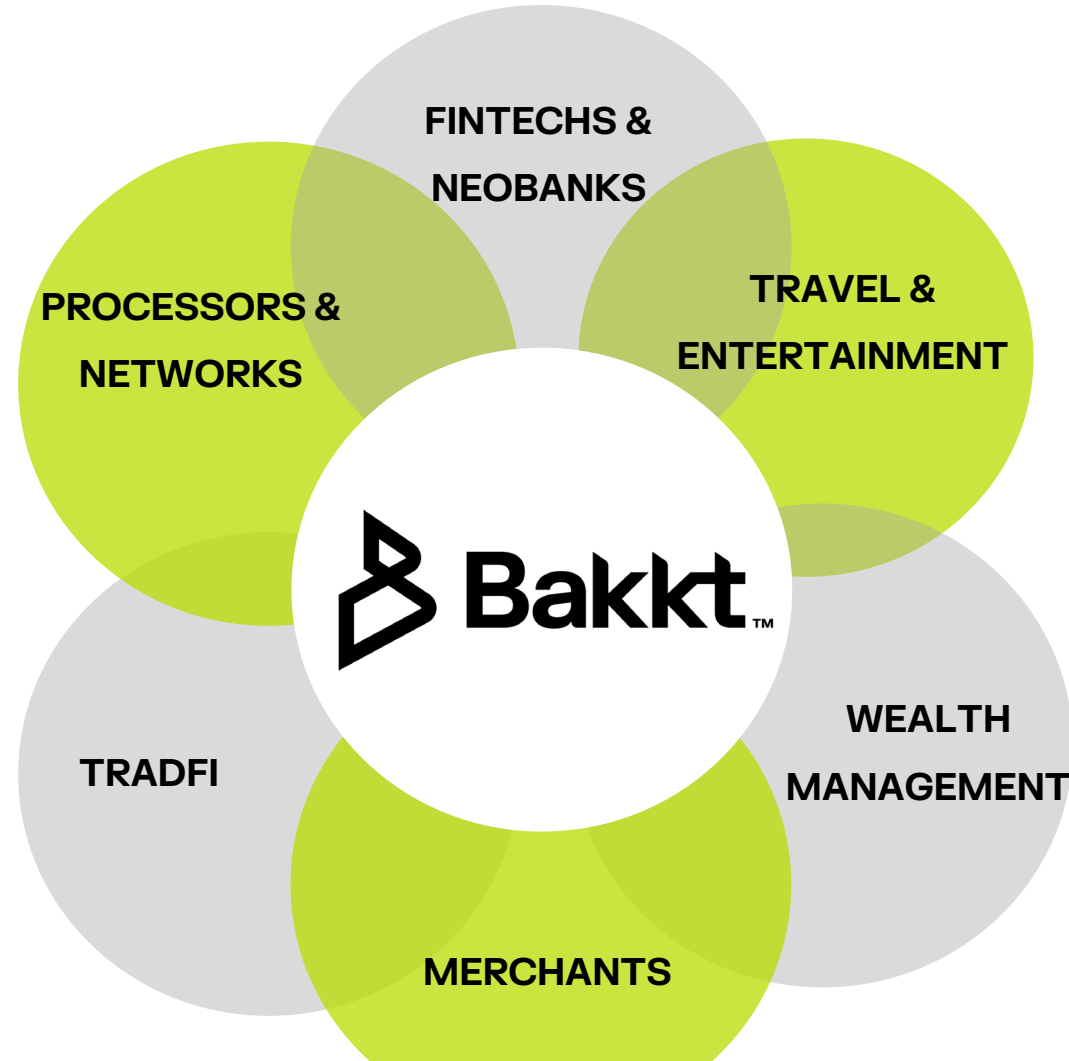 FINTECHS &
NEOBANKS
TRAVEL &
ENTERTAINMENT
PROCESSORS &
NETWORKS
Bakkt™
WEALTH
MANAGEMENT
TRADFI
MERCHANTS